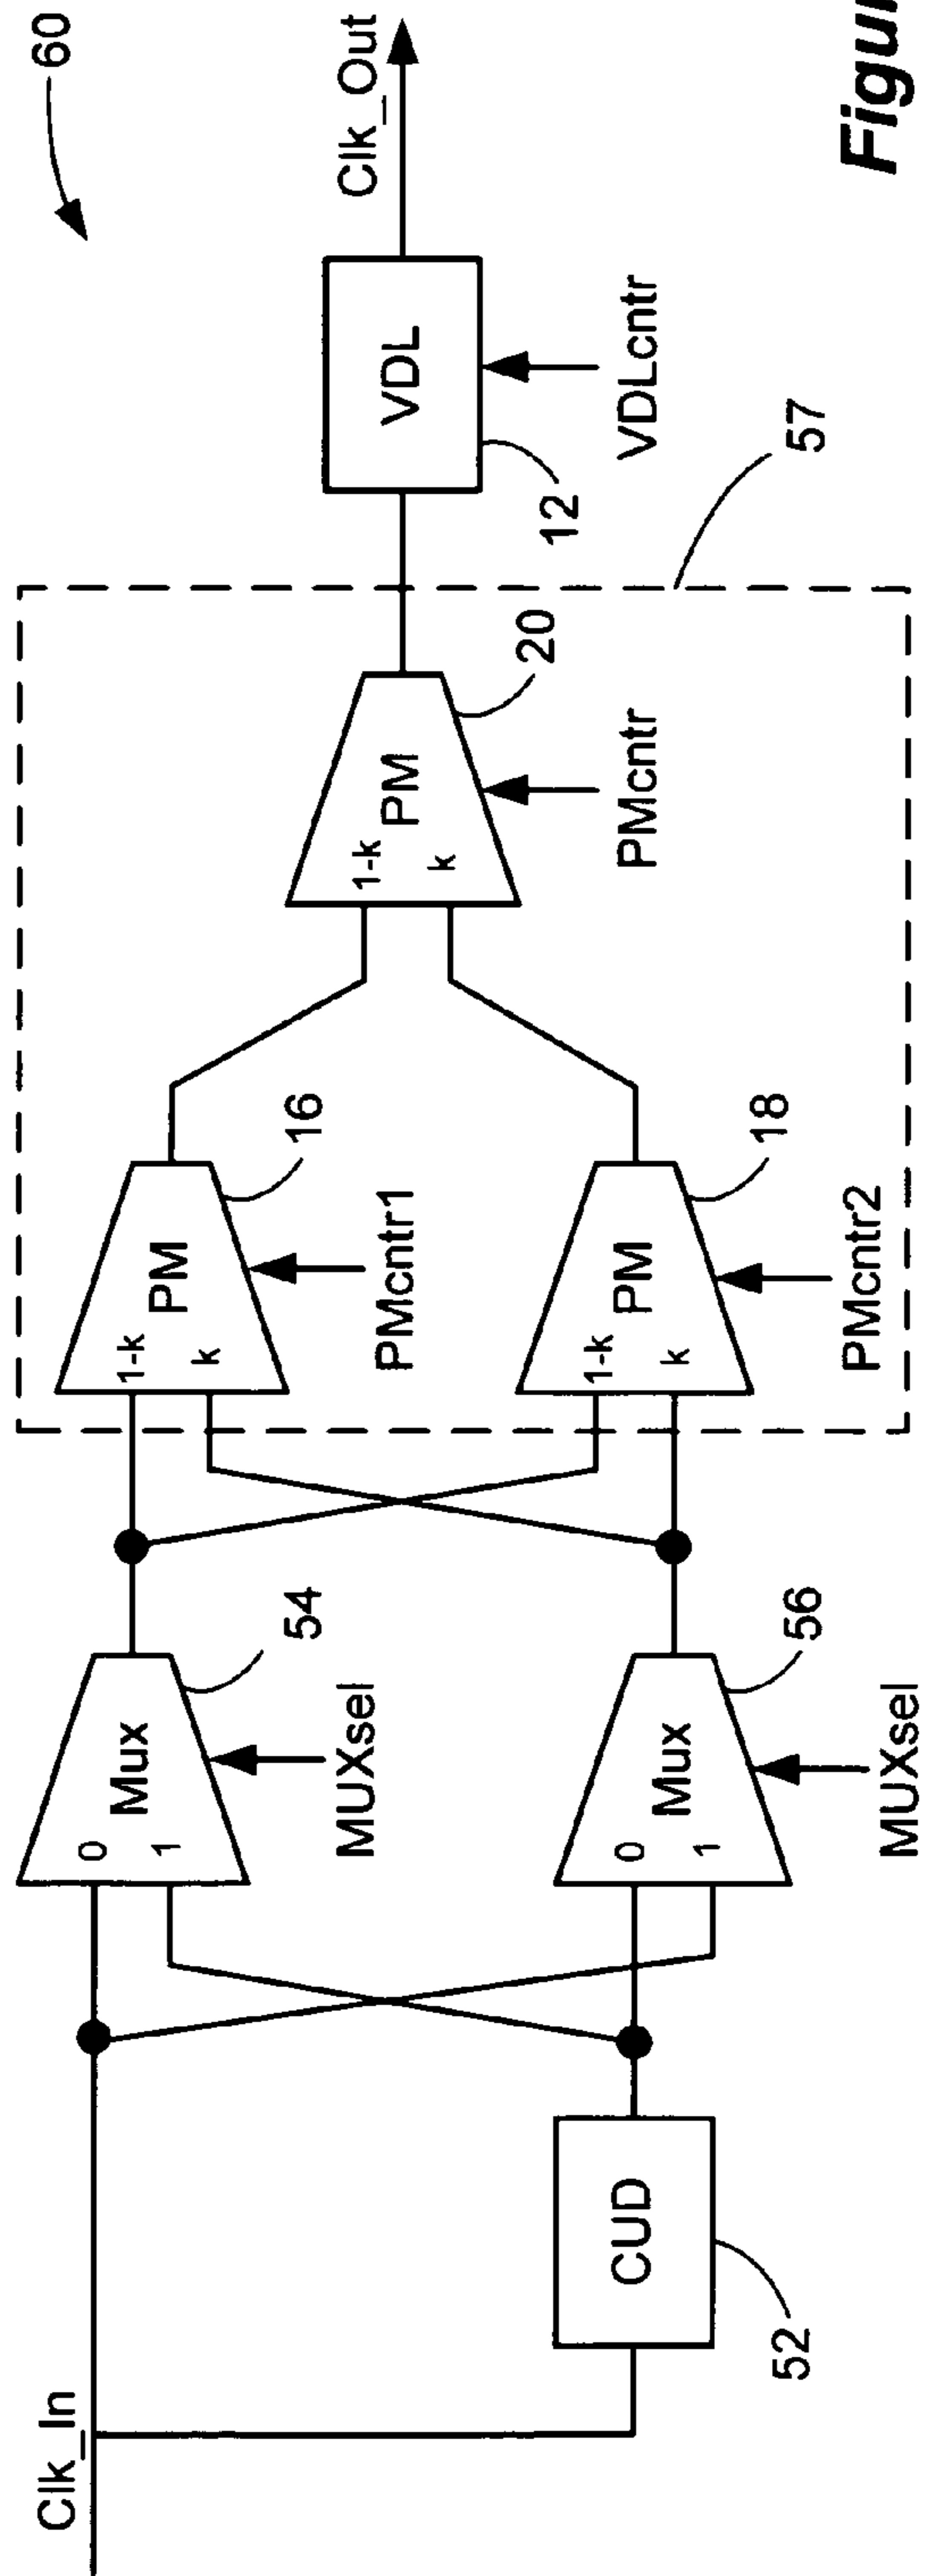 60
Clk_In
Clk_Out
CUD
52
0
1
Mux
54
MUXsel
0
1
Mux
56
MUXsel
1-k
k
PM
16
PMcntr1
1-k
k
PM
18
PMcntr2
1-k
k
PM
20
PMcntr
57
VDL
12
VDLcntr